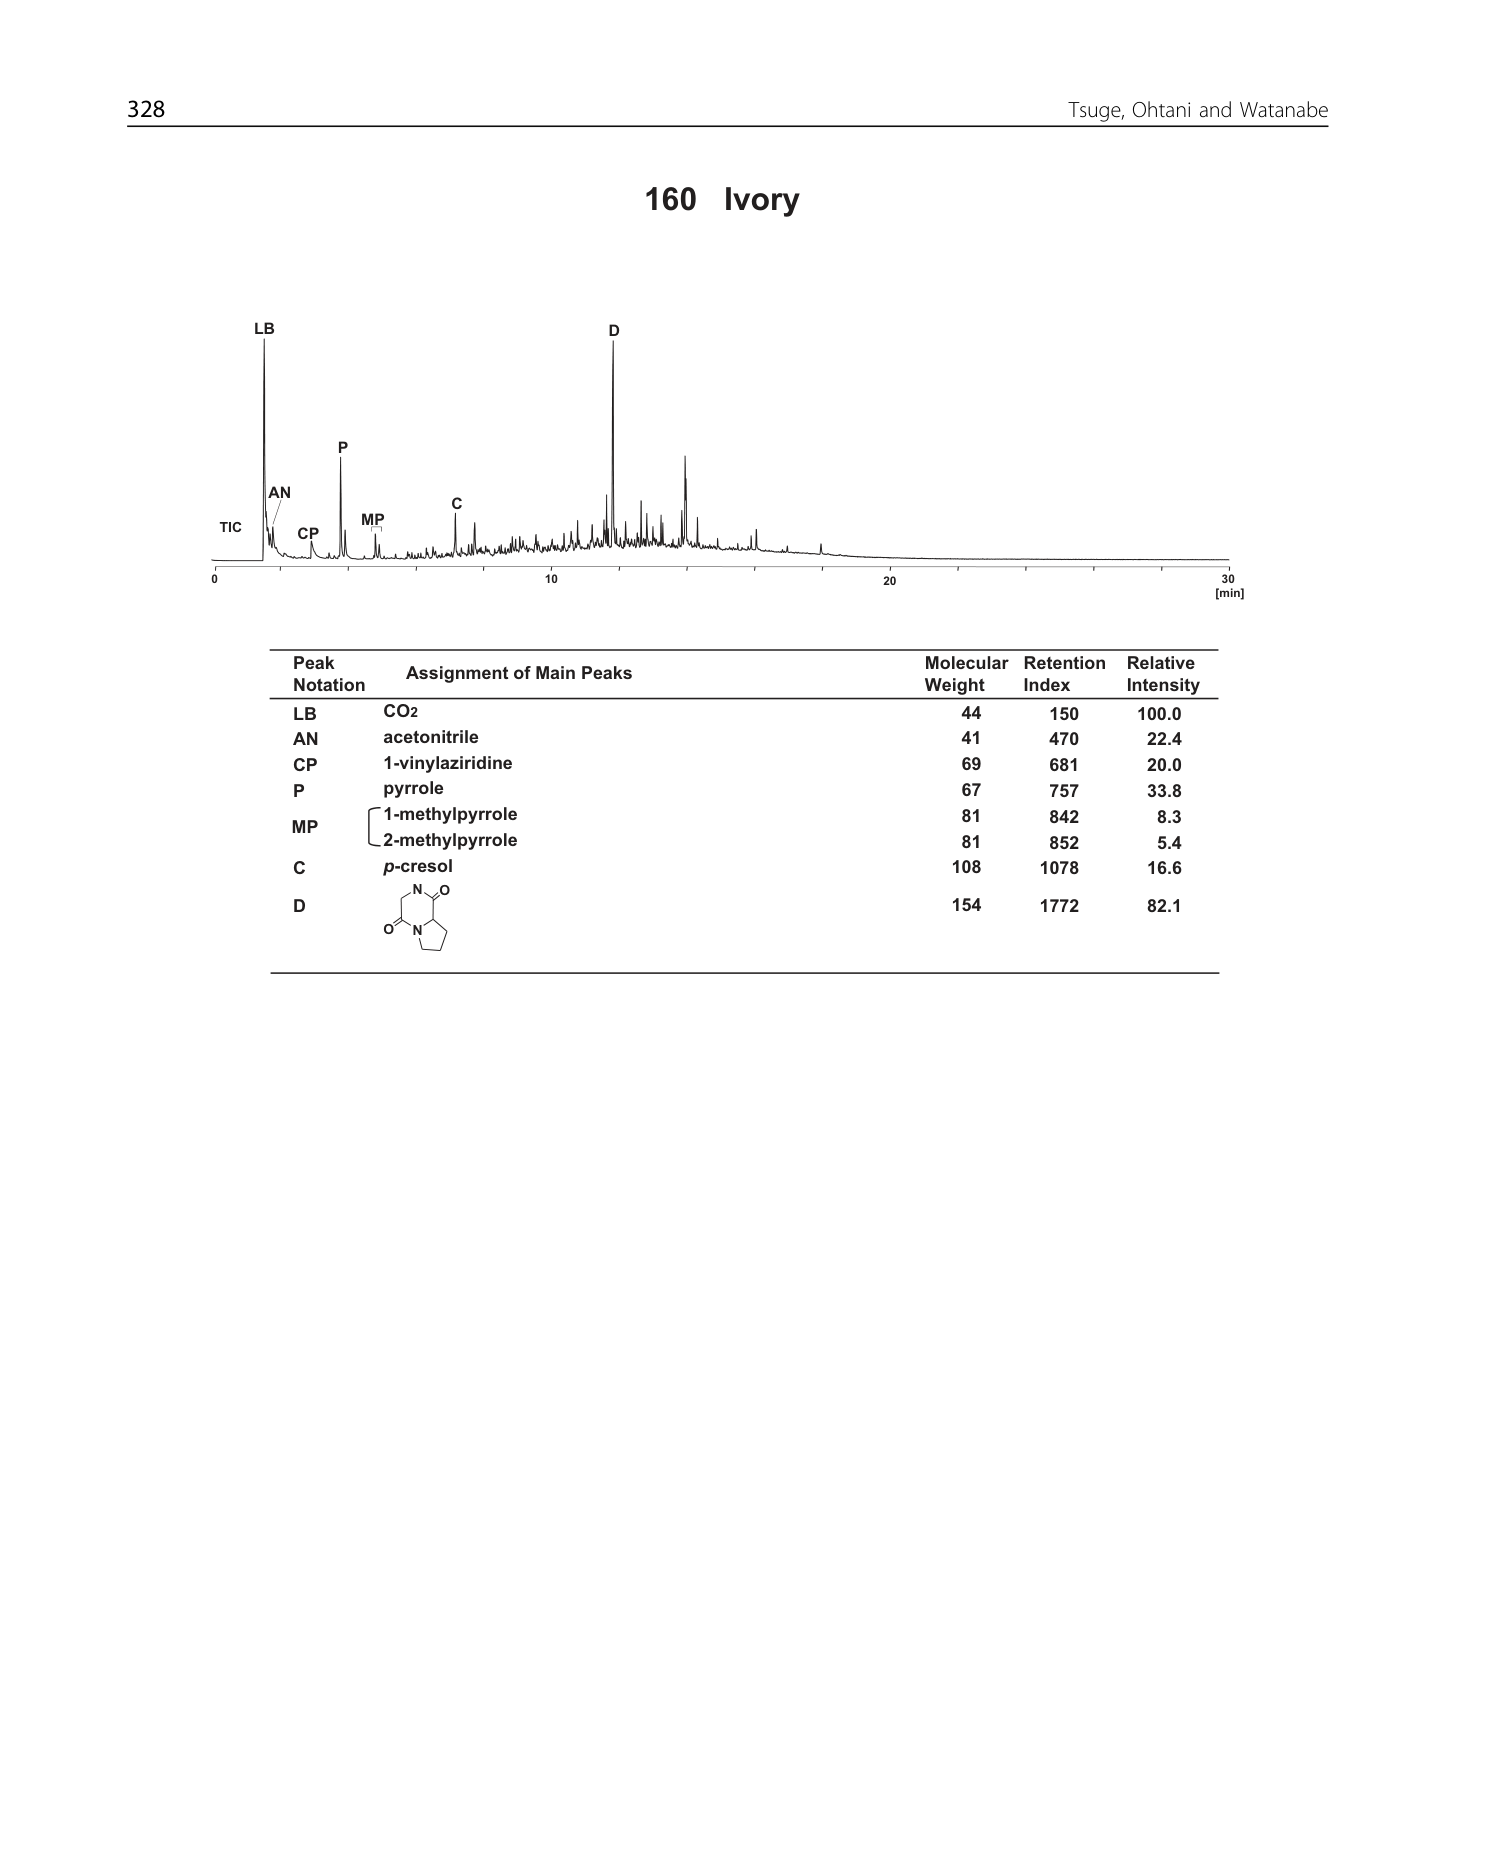 328
Tsuge, Ohtani and Watanabe
160 Ivory
LB
D
P
AN
C
MP
CP
TIC
0
10
20
30
[min]
Peak Notation
Assignment of Main Peaks
Molecular Weight
Retention Index
Relative Intensity
LB CO2 44 150 100.0
AN acetonitrile 41 470 22.4
CP 1-vinylaziridine 69 681 20.0
P pyrrole 67 757 33.8
MP
1-methylpyrrole 81 842 8.3
2-methylpyrrole 81 852 5.4
C p-cresol 108 1078 16.6
N O
D 154 1772 82.1
O N